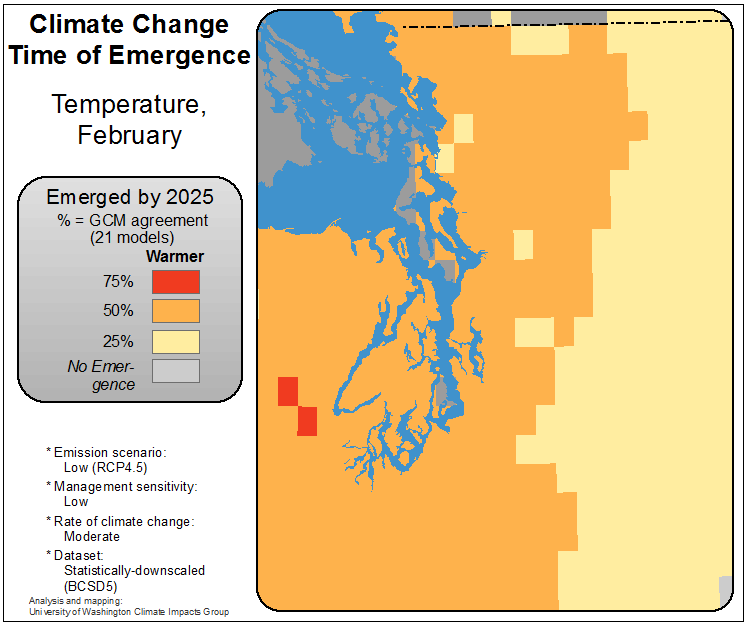 Climate Change
Time of Emergence
Temperature,
February
Emerged by 2025
% = GCM agreement
(21 models)
Warmer
75%
50%
25%
No Emer-
gence
* Emission scenario:
Low (RCP4.5)
* Management sensitivity:
Low
* Rate of climate change:
Moderate
* Dataset:
Statistically-downscaled
(BCSD5)
Analysis and mapping:
University of Washington Climate Impacts Group